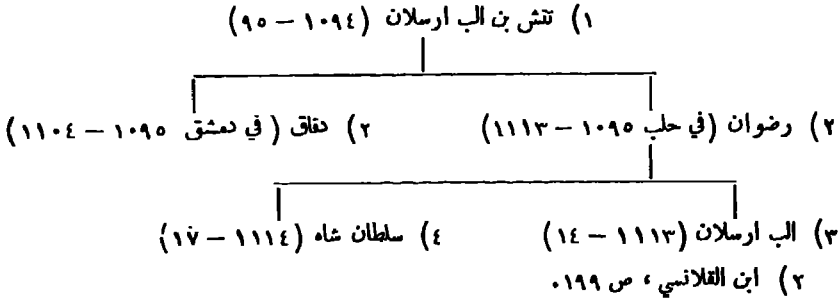 ١) تتش بن الب ارسلان (١٠٩٤ – ٩٥)
٢) رضوان (في حلب ١٠٩٥ – ١١١٣)
٢) دقاق (في دمشق ١٠٩٥ – ١١٠٤)
٣) الب ارسلان (١١١٣ – ١٤)
٤) سلطان شاه (١١١٤ – ١٧)
٢) ابن القلانسي ، ص ١٩٩.